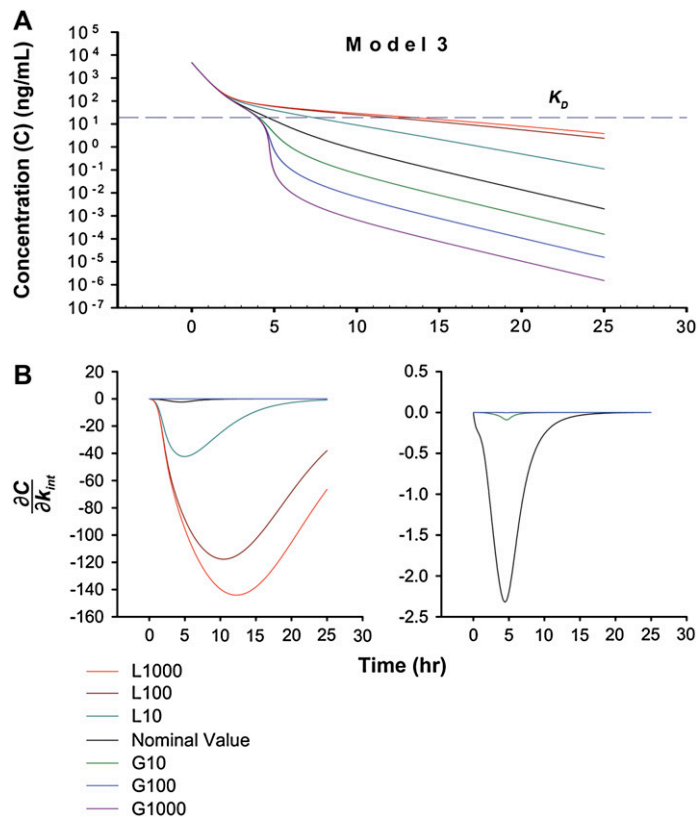 A
Model 3
Concentration (C) (ng/mL)
10^5
10^4
10^3
10^2
10^1
10^0
10^-1
10^-2
10^-3
10^-4
10^-5
10^-6
10^-7
K_D
0 5 10 15 20 25 30
B
∂C/∂k_int
20
0
-20
-40
-60
-80
-100
-120
-140
-160
0 5 10 15 20 25 30
0.5
0.0
-0.5
-1.0
-1.5
-2.0
-2.5
0 5 10 15 20 25 30
Time (hr)
L1000
L100
L10
Nominal Value
G10
G100
G1000